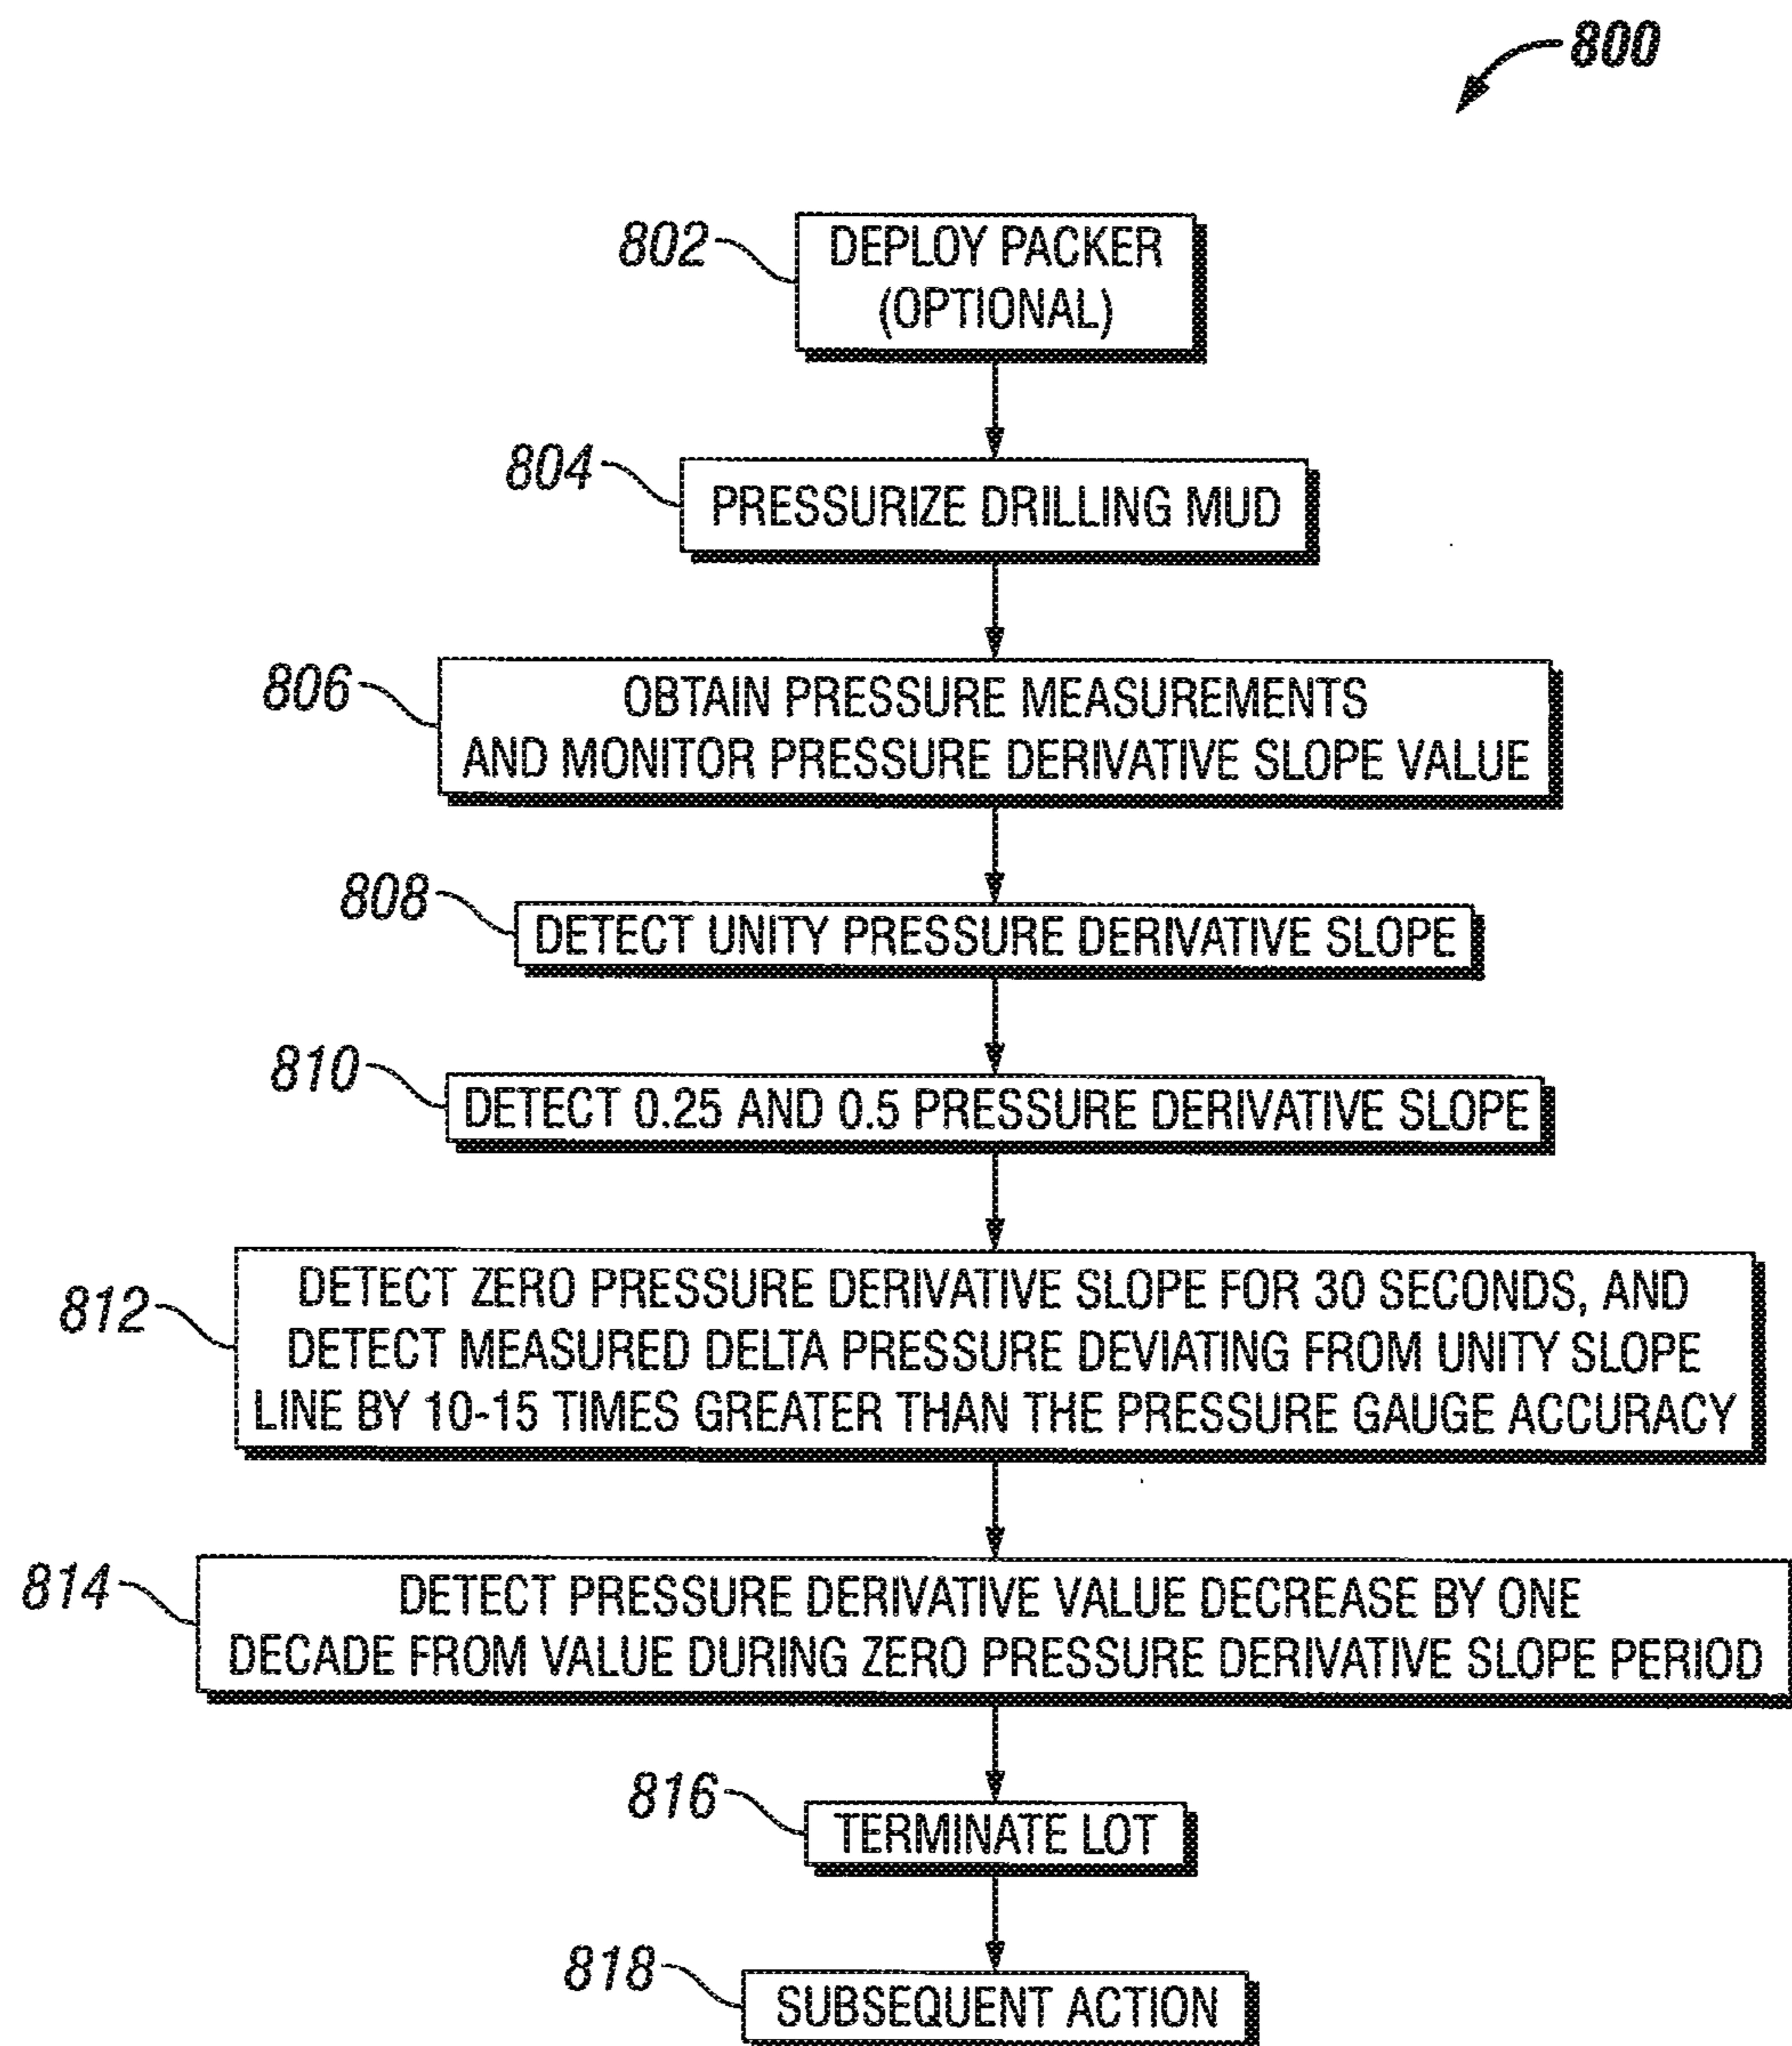 800
802
DEPLOY PACKER
(OPTIONAL)
804
PRESSURIZE DRILLING MUD
806
OBTAIN PRESSURE MEASUREMENTS
AND MONITOR PRESSURE DERIVATIVE SLOPE VALUE
808
DETECT UNITY PRESSURE DERIVATIVE SLOPE
810
DETECT 0.25 AND 0.5 PRESSURE DERIVATIVE SLOPE
812
DETECT ZERO PRESSURE DERIVATIVE SLOPE FOR 30 SECONDS, AND
DETECT MEASURED DELTA PRESSURE DEVIATING FROM UNITY SLOPE
LINE BY 10-15 TIMES GREATER THAN THE PRESSURE GAUGE ACCURACY
814
DETECT PRESSURE DERIVATIVE VALUE DECREASE BY ONE
DECADE FROM VALUE DURING ZERO PRESSURE DERIVATIVE SLOPE PERIOD
816
TERMINATE LOT
818
SUBSEQUENT ACTION